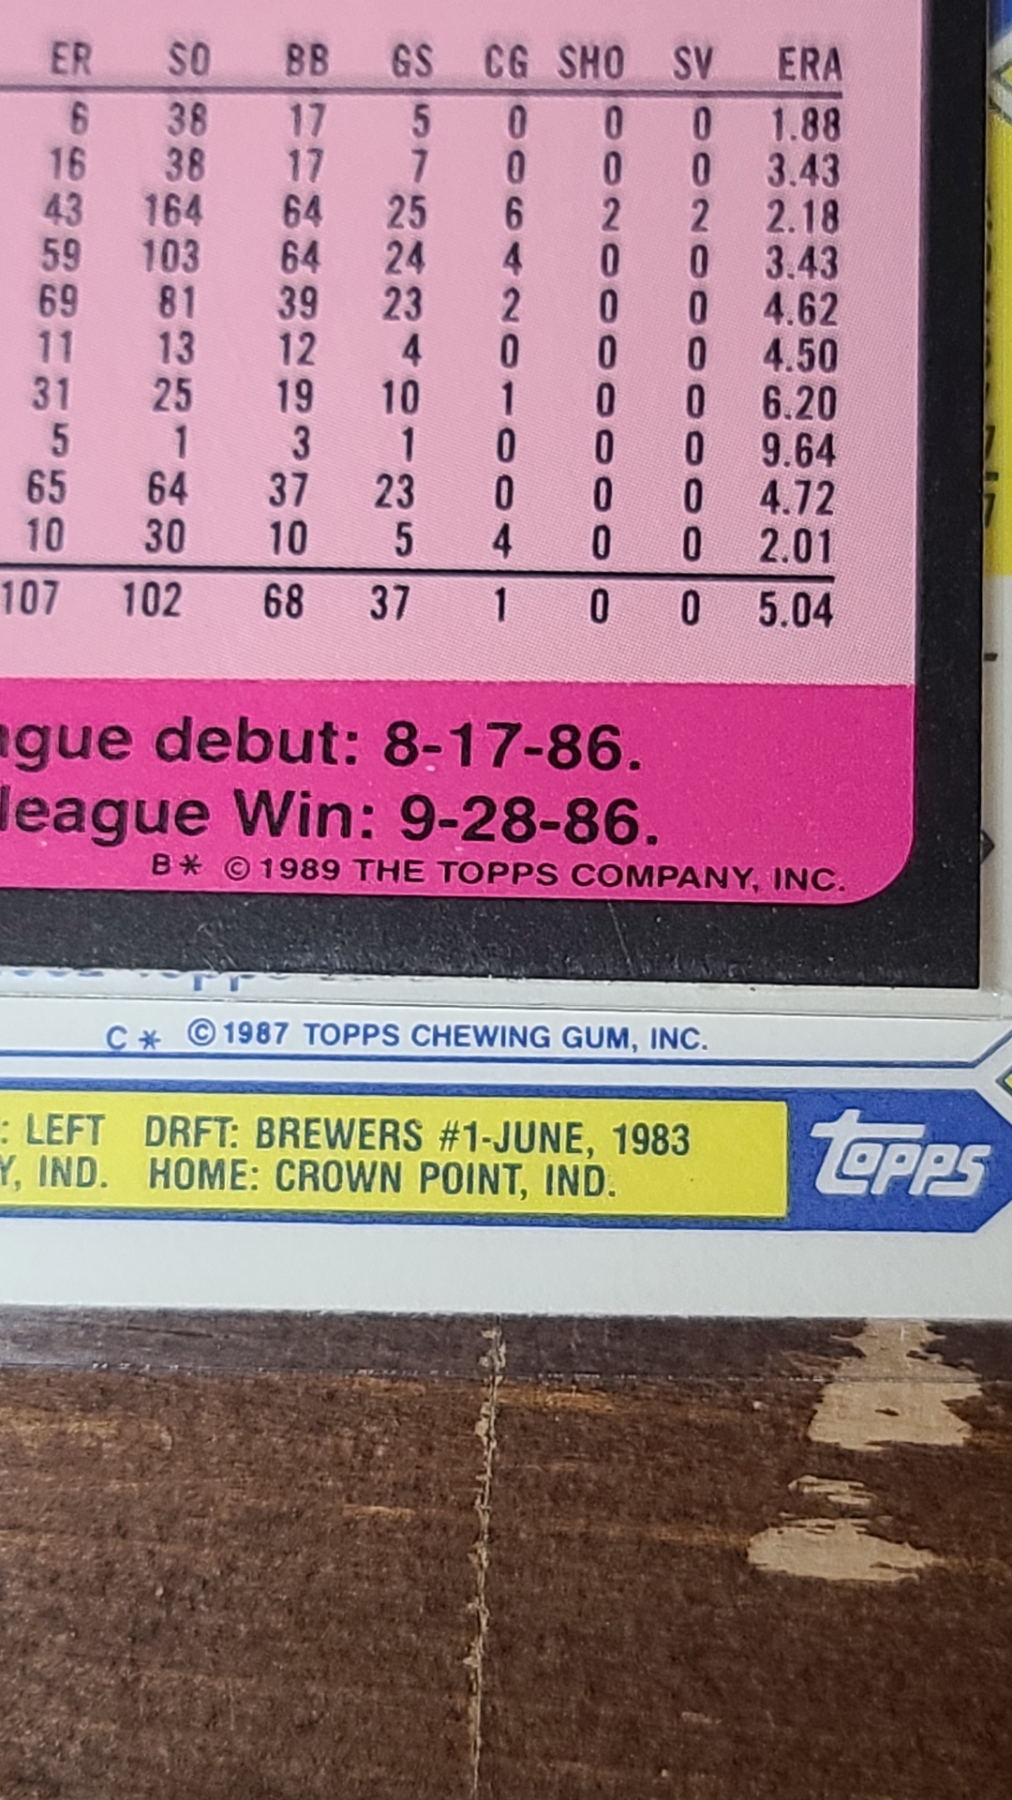 ER SO BB GS CG SHO SV ERA
6 38 17 5 0 0 0 1.88
16 38 17 7 0 0 0 3.43
43 164 64 25 6 2 2 2.18
59 103 64 24 4 0 0 3.43
69 81 39 23 2 0 0 4.62
11 13 12 4 0 0 0 4.50
31 25 19 10 1 0 0 6.20
5 1 3 1 0 0 0 9.64
65 64 37 23 0 0 0 4.72
10 30 10 5 4 0 0 2.01
107 102 68 37 1 0 0 5.04
ague debut: 8-17-86.
league Win: 9-28-86.
B* © 1989 THE TOPPS COMPANY, INC.
C* © 1987 TOPPS CHEWING GUM, INC.
: LEFT DRFT: BREWERS #1-JUNE, 1983
Y, IND. HOME: CROWN POINT, IND.
topps